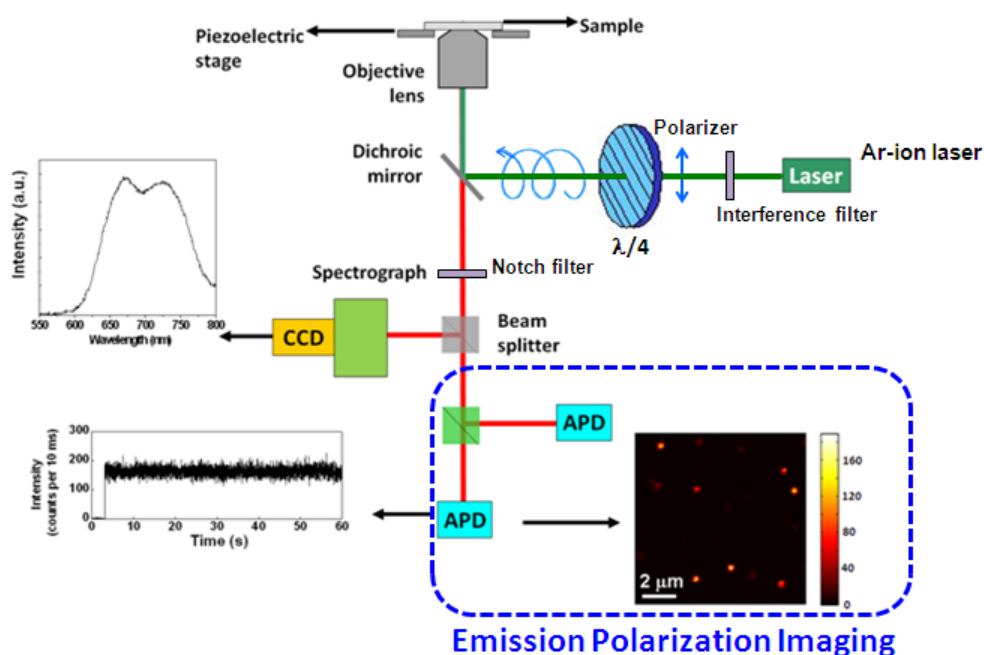 Piezoelectric
stage
Sample
Objective
lens
Polarizer
Ar-ion laser
Dichroic
mirror
Laser
Interference filter
λ/4
Intensity (a.u.)
550 600 650 700 750 800
Wavelength (nm)
Spectrograph
Notch filter
CCD
Beam
splitter
APD
300
200
100
0
Intensity
(counts per 10 ms)
0 10 20 30 40 50 60
Time (s)
APD
2 μm
160
120
80
40
0
Emission Polarization Imaging